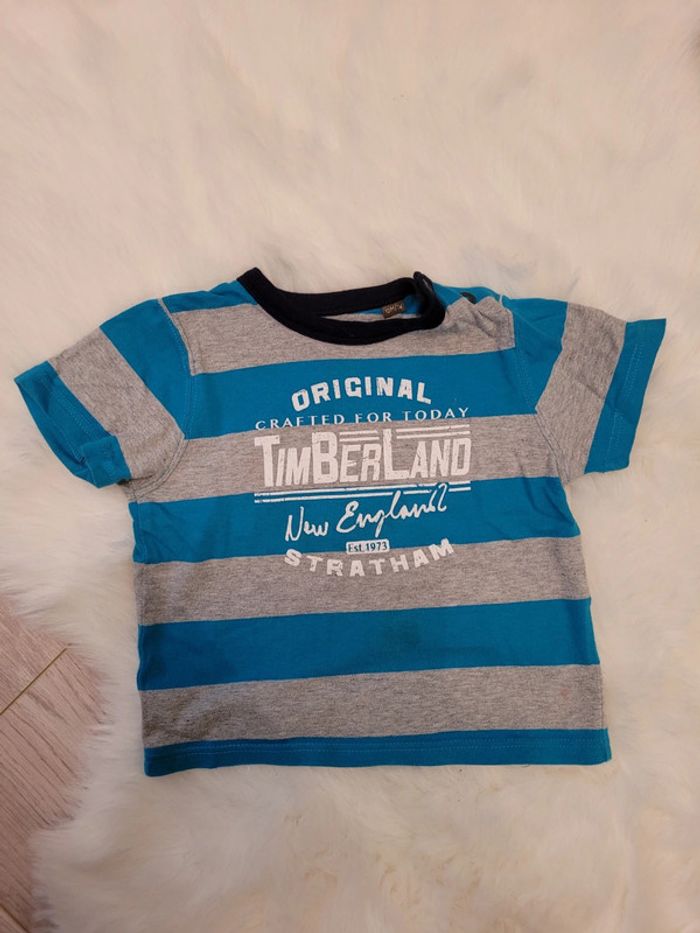 ORIGINAL
CRAFTED FOR TODAY
TIMBERLAND
New England
Est. 1973
STRATHAM